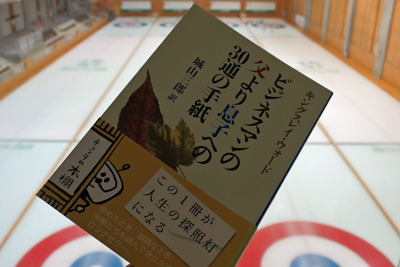 キングスレイ・ウォード
ビジネスマンの
父より息子への
30通の手紙
城山三郎 訳
この1冊が
人生の探照灯
になる
本棚